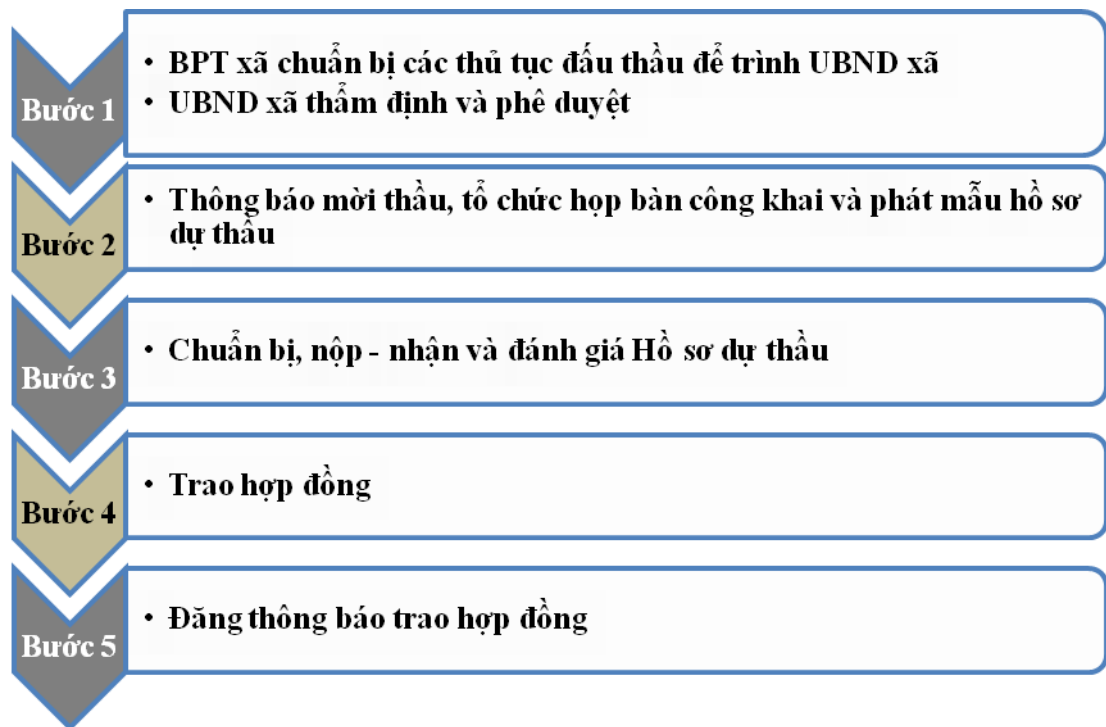 Bước 1
• BPT xã chuẩn bị các thủ tục đấu thầu để trình UBND xã
• UBND xã thẩm định và phê duyệt
Bước 2
• Thông báo mời thầu, tổ chức họp bàn công khai và phát mẫu hồ sơ
dự thầu
Bước 3
• Chuẩn bị, nộp - nhận và đánh giá Hồ sơ dự thầu
Bước 4
• Trao hợp đồng
Bước 5
• Đăng thông báo trao hợp đồng